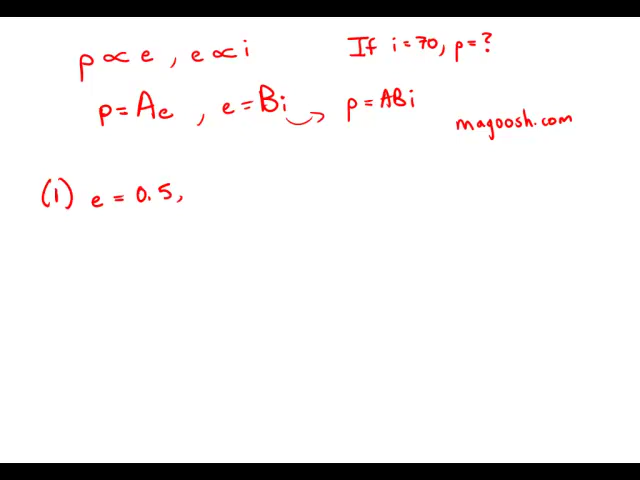 p ∝ e , e ∝ i If i = 70, p = ?
p = Ae , e = Bi → p = ABi
magoosh.com
(1) e = 0.5,